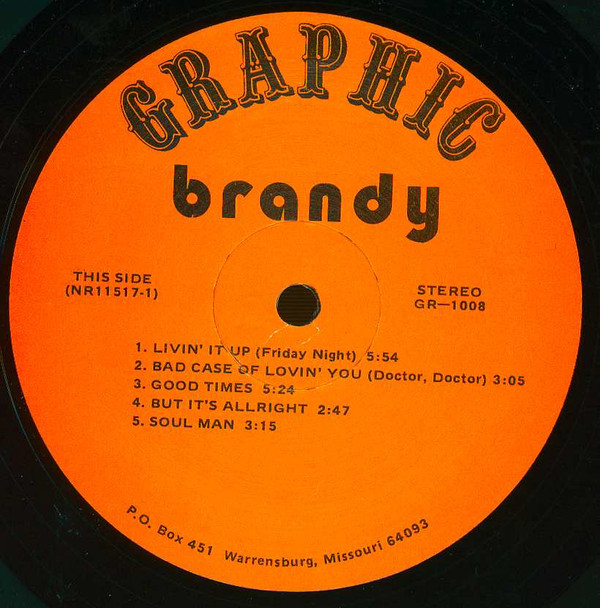 GRAPHIC
brandy
THIS SIDE
(NR11517-1)
STEREO
GR—1008
1. LIVIN' IT UP (Friday Night) 5:54
2. BAD CASE OF LOVIN' YOU (Doctor, Doctor) 3:05
3. GOOD TIMES 5:24
4. BUT IT'S ALLRIGHT 2:47
5. SOUL MAN 3:15
P.O. Box 451 Warrensburg, Missouri 64093